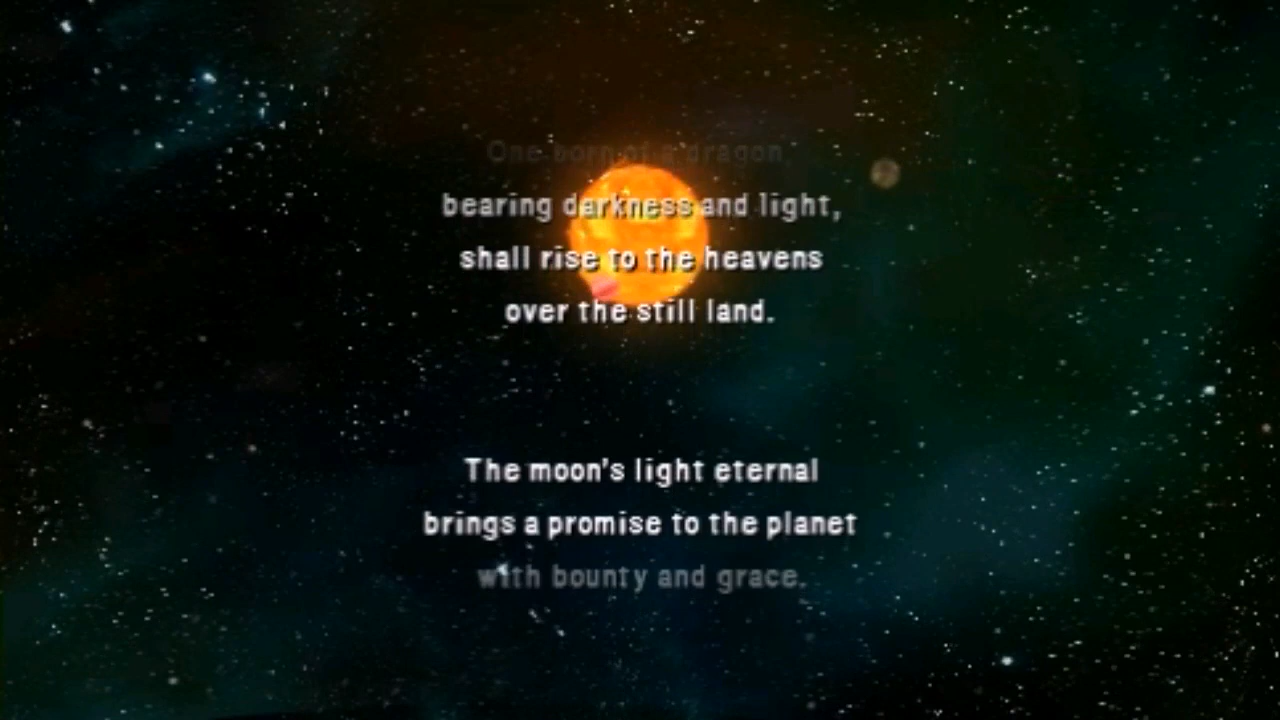 One born of a dragon,
bearing darkness and light,
shall rise to the heavens
over the still land.
The moon's light eternal
brings a promise to the planet
with bounty and grace.